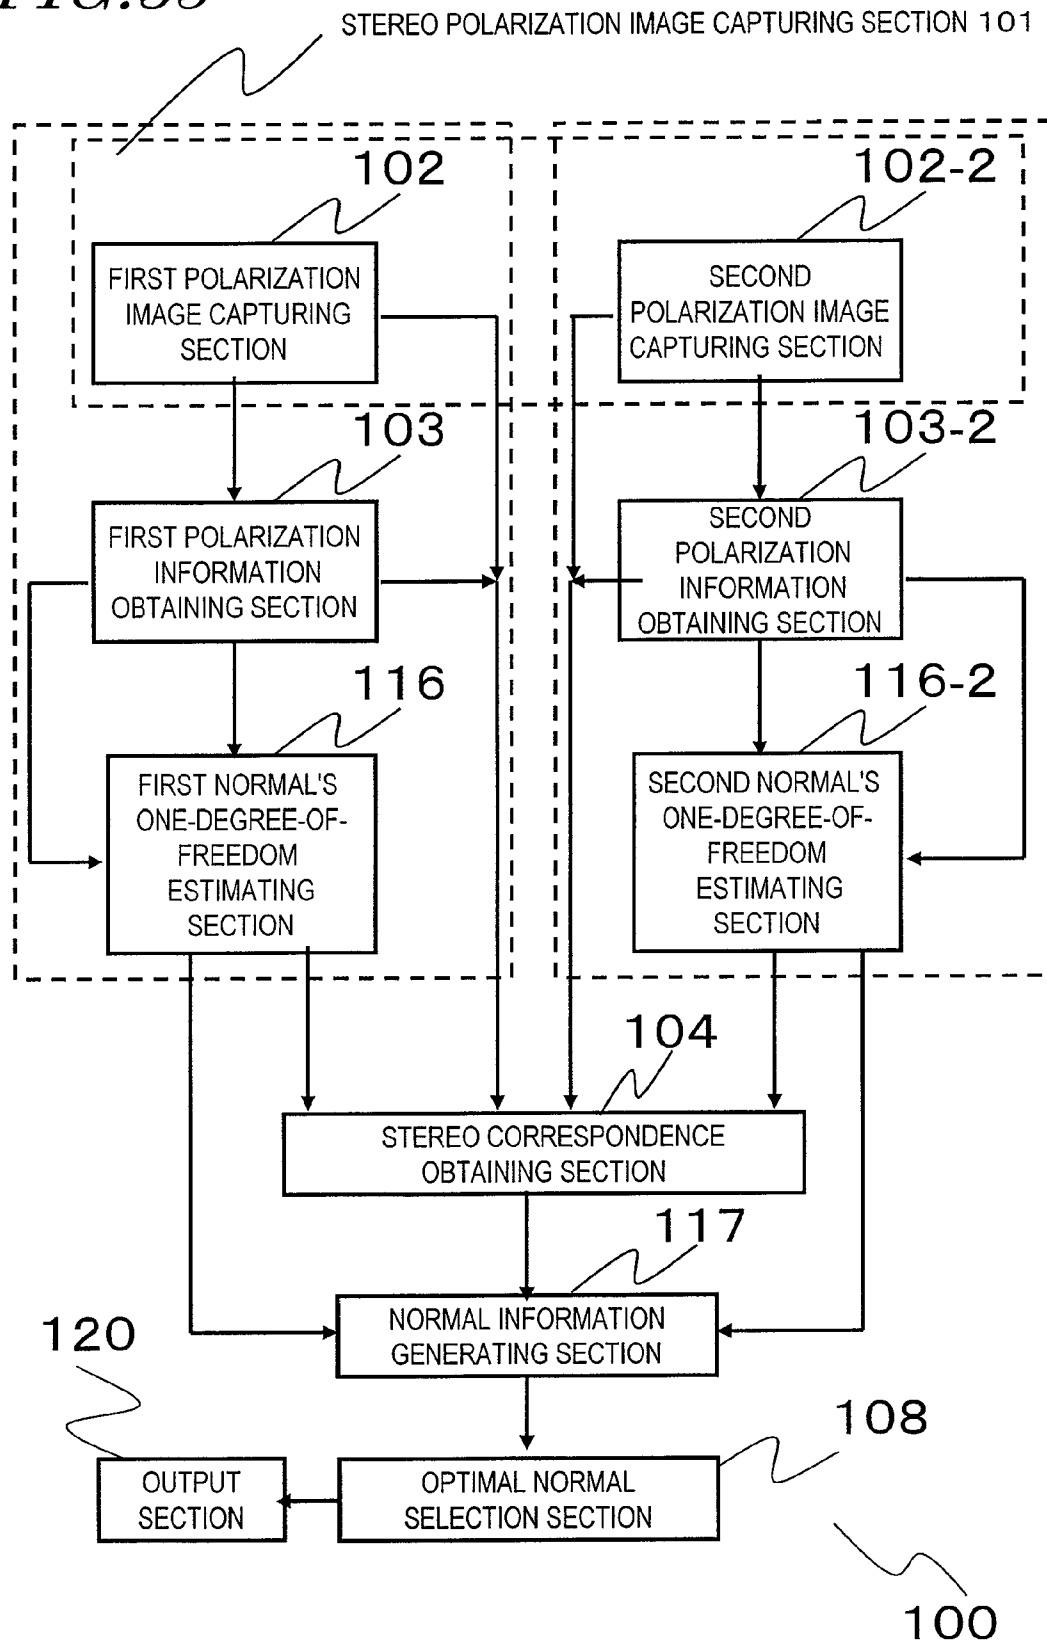 STEREO POLARIZATION IMAGE CAPTURING SECTION 101
102
102-2
FIRST POLARIZATION
IMAGE CAPTURING
SECTION
SECOND
POLARIZATION IMAGE
CAPTURING SECTION
103
103-2
FIRST POLARIZATION
INFORMATION
OBTAINING SECTION
SECOND
POLARIZATION
INFORMATION
OBTAINING SECTION
116
116-2
FIRST NORMAL'S
ONE-DEGREE-OF-
FREEDOM
ESTIMATING
SECTION
SECOND NORMAL'S
ONE-DEGREE-OF-
FREEDOM
ESTIMATING
SECTION
104
STEREO CORRESPONDENCE
OBTAINING SECTION
117
NORMAL INFORMATION
GENERATING SECTION
120
108
OUTPUT
SECTION
OPTIMAL NORMAL
SELECTION SECTION
100